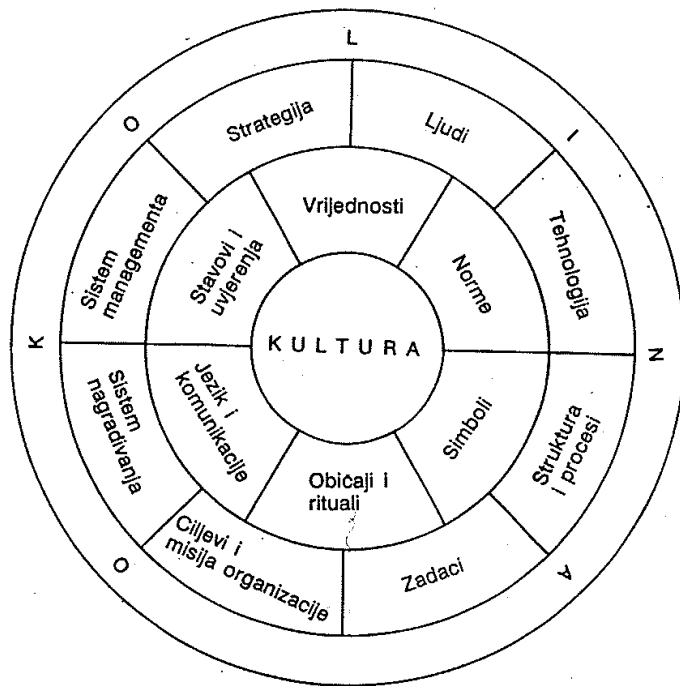 O K O L I N A
Strategija
Ljudi
Tehnologija
Struktura
i procesi
Zadaci
Ciljevi i
misija organizacije
Sistem
nagrađivanja
Sistem
managementa
Vrijednosti
Norme
Simboli
Običaji i
rituali
Jezik i
komunikacije
Stavovi i
uvjerenja
K U L T U R A